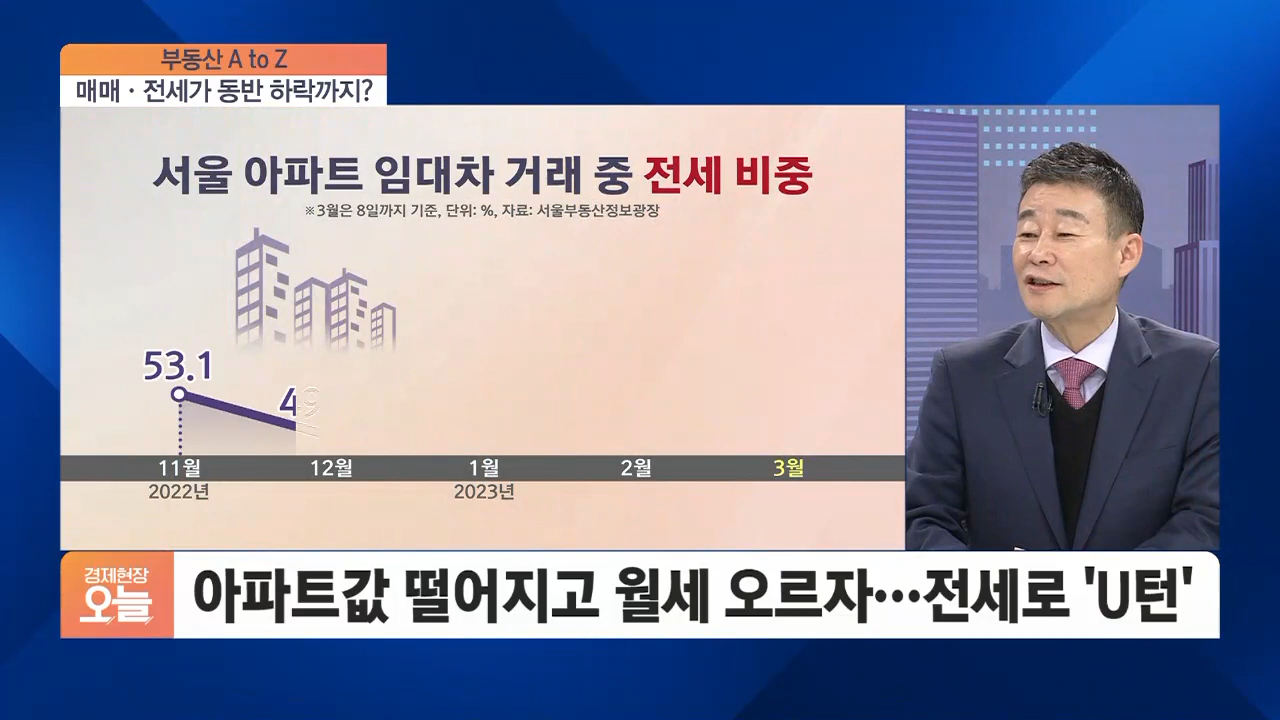 부동산 A to Z
매매 · 전세가 동반 하락까지?
서울 아파트 임대차 거래 중 전세 비중
※3월은 8일까지 기준, 단위: %, 자료: 서울부동산정보광장
53.1
11월 12월 1월 2월 3월
2022년 2023년
경제현장
오늘
아파트값 떨어지고 월세 오르자…전세로 'U턴'